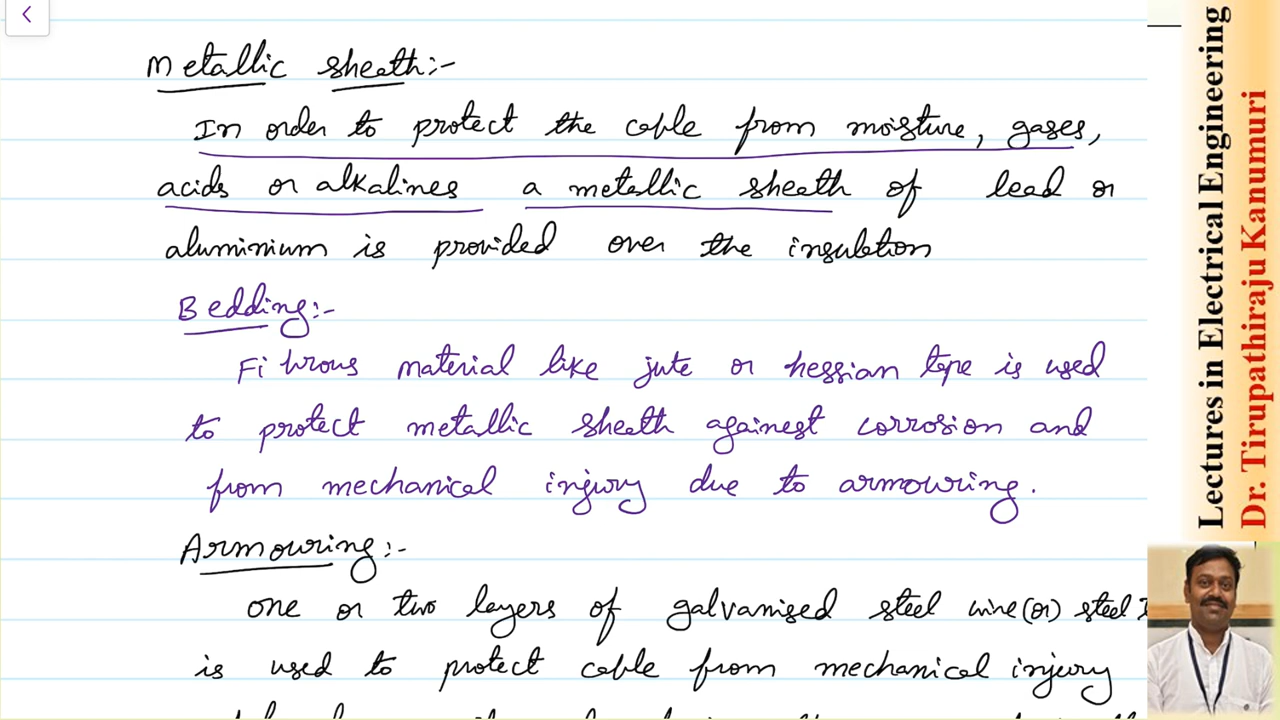 Metallic sheath:-
In order to protect the cable from moisture, gases,
acids or alkalines a metallic sheath of lead or
aluminium is provided over the insulation
Bedding:-
Fibrous material like jute or hessian tape is used
to protect metallic sheath againest corrosion and
from mechanical injury due to armouring.
Armouring:-
one or two layers of galvanised steel wire (or) steel
is used to protect cable from mechanical injury
Lectures in Electrical Engineering
Dr. Tirupathiraju Kanumuri